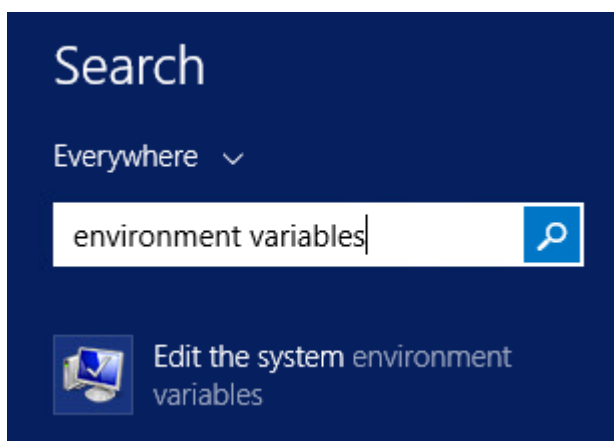 Search
Everywhere
environment variables
Edit the system environment
variables